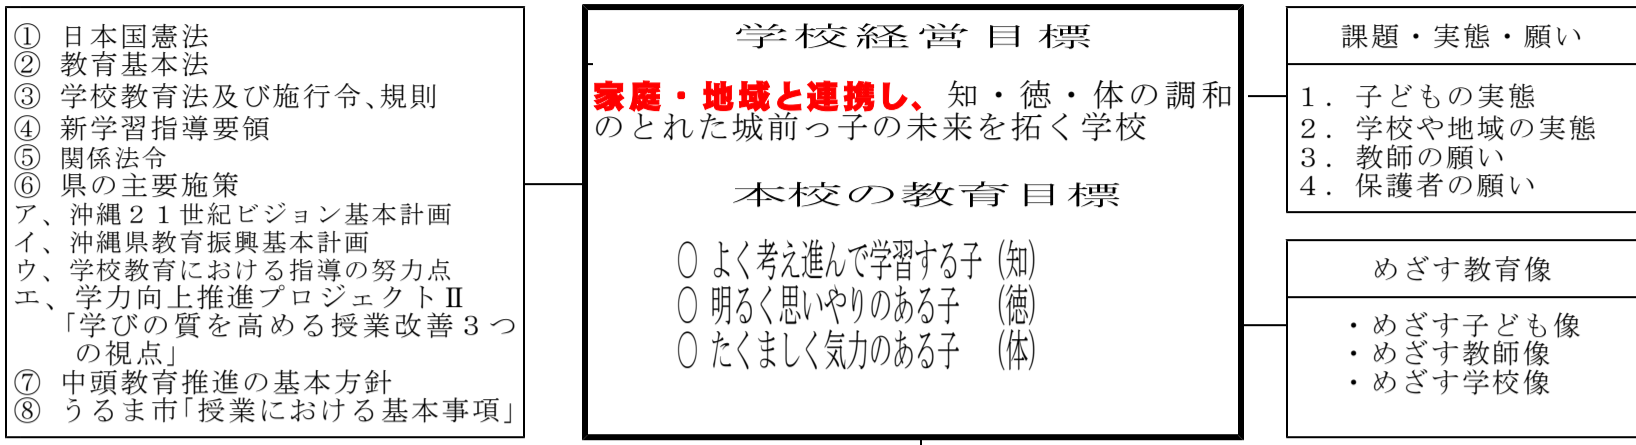 ① 日本国憲法
② 教育基本法
③ 学校教育法及び施行令、規則
④ 新学習指導要領
⑤ 関係法令
⑥ 県の主要施策
ア、沖縄２１世紀ビジョン基本計画
イ、沖縄県教育振興基本計画
ウ、学校教育における指導の努力点
エ、学力向上推進プロジェクトⅡ
「学びの質を高める授業改善３つ
の視点」
⑦ 中頭教育推進の基本方針
⑧ うるま市「授業における基本事項」
学校経営目標
家庭・地域と連携し、知・徳・体の調和
のとれた城前っ子の未来を拓く学校
本校の教育目標
○ よく考え進んで学習する子（知）
○ 明るく思いやりのある子　（徳）
○ たくましく気力のある子　（体）
課題・実態・願い
１．子どもの実態
２．学校や地域の実態
３．教師の願い
４．保護者の願い
めざす教育像
・めざす子ども像
・めざす教師像
・めざす学校像